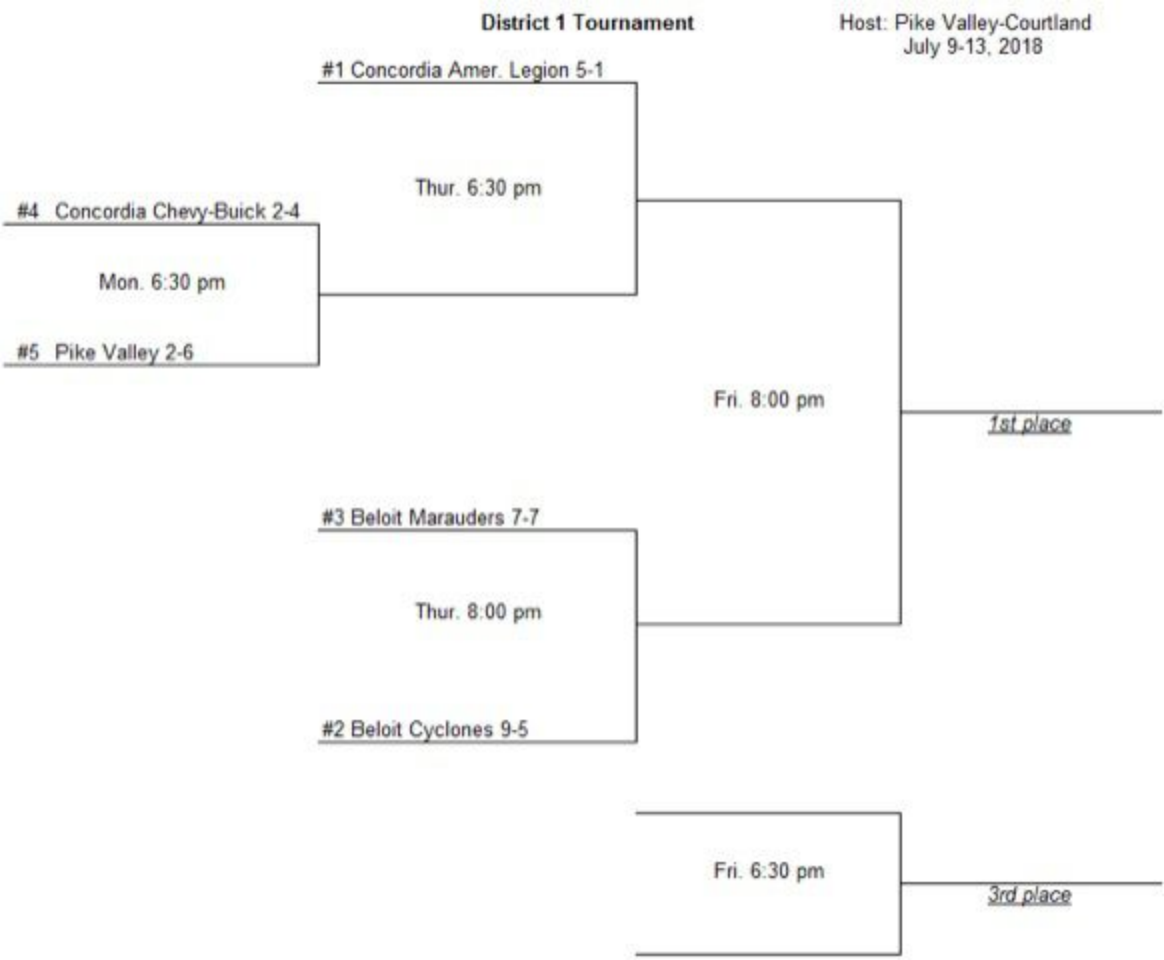 District 1 Tournament
Host: Pike Valley-Courtland
July 9-13, 2018
#1 Concordia Amer. Legion 5-1
Thur. 6:30 pm
#4 Concordia Chevy-Buick 2-4
Mon. 6:30 pm
#5 Pike Valley 2-6
Fri. 8:00 pm
1st place
#3 Beloit Marauders 7-7
Thur. 8:00 pm
#2 Beloit Cyclones 9-5
Fri. 6:30 pm
3rd place